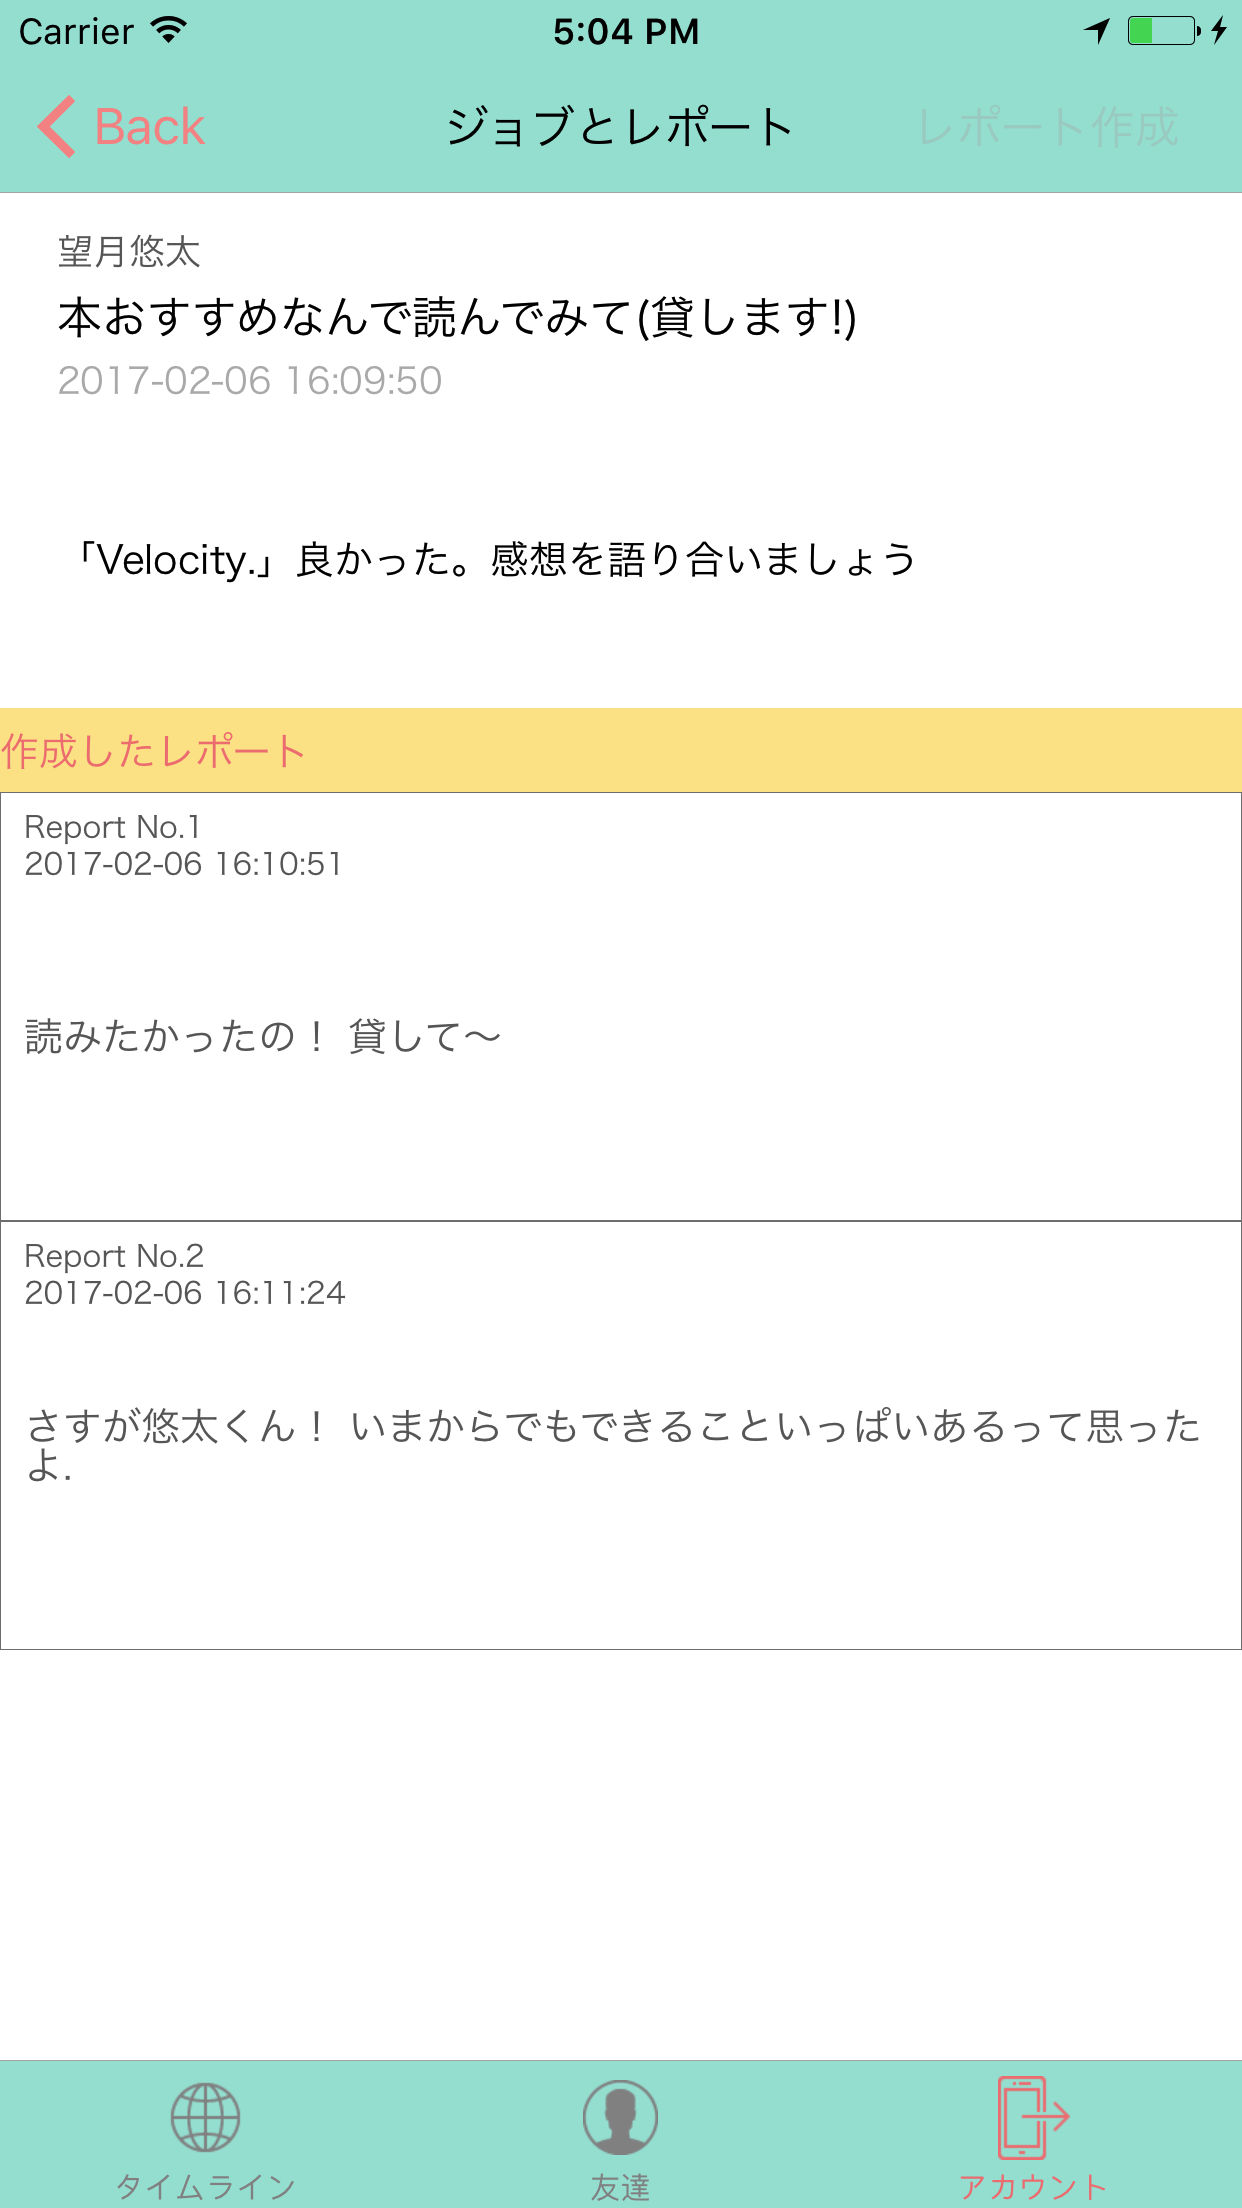 Carrier 5:04 PM
Back ジョブとレポート レポート作成
望月悠太
本おすすめなんで読んでみて(貸します!)
2017-02-06 16:09:50
「Velocity.」良かった。感想を語り合いましょう
作成したレポート
Report No.1
2017-02-06 16:10:51
読みたかったの！ 貸して〜
Report No.2
2017-02-06 16:11:24
さすが悠太くん！ いまからでもできることいっぱいあるって思った
よ.
タイムライン 友達 アカウント